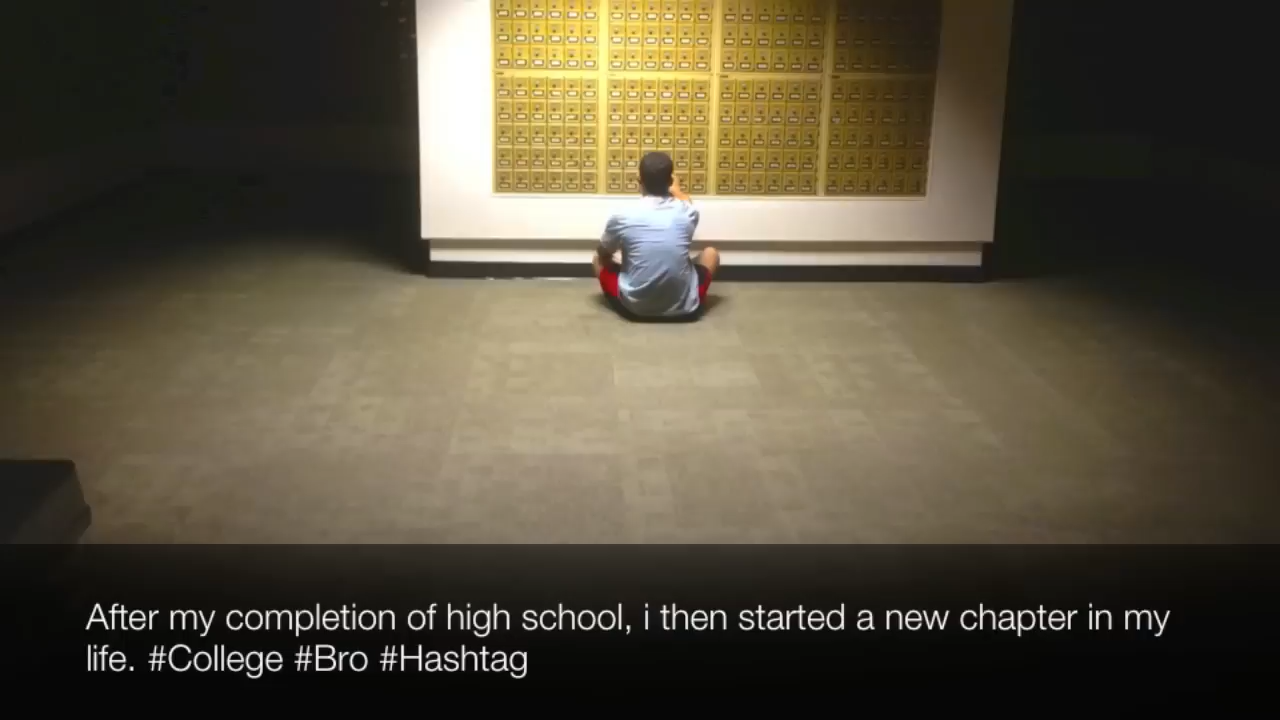 After my completion of high school, i then started a new chapter in my
life. #College #Bro #Hashtag